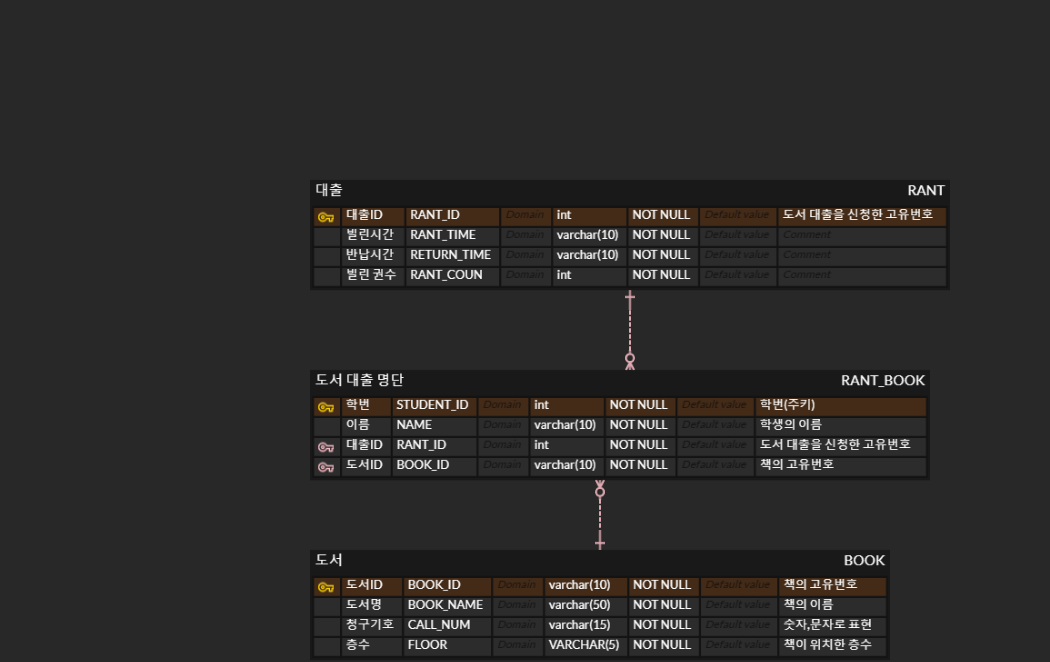 대출 RANT
대출ID RANT_ID Domain int NOT NULL Default value 도서 대출을 신청한 고유번호
빌린시간 RANT_TIME Domain varchar(10) NOT NULL Default value Comment
반납시간 RETURN_TIME Domain varchar(10) NOT NULL Default value Comment
빌린 권수 RANT_COUN Domain int NOT NULL Default value Comment
도서 대출 명단 RANT_BOOK
학번 STUDENT_ID Domain int NOT NULL Default value 학번(주키)
이름 NAME Domain varchar(10) NOT NULL Default value 학생의 이름
대출ID RANT_ID Domain int NOT NULL Default value 도서 대출을 신청한 고유번호
도서ID BOOK_ID Domain varchar(10) NOT NULL Default value 책의 고유번호
도서 BOOK
도서ID BOOK_ID Domain varchar(10) NOT NULL Default value 책의 고유번호
도서명 BOOK_NAME Domain varchar(50) NOT NULL Default value 책의 이름
청구기호 CALL_NUM Domain varchar(15) NOT NULL Default value 숫자,문자로 표현
층수 FLOOR Domain VARCHAR(5) NOT NULL Default value 책이 위치한 층수